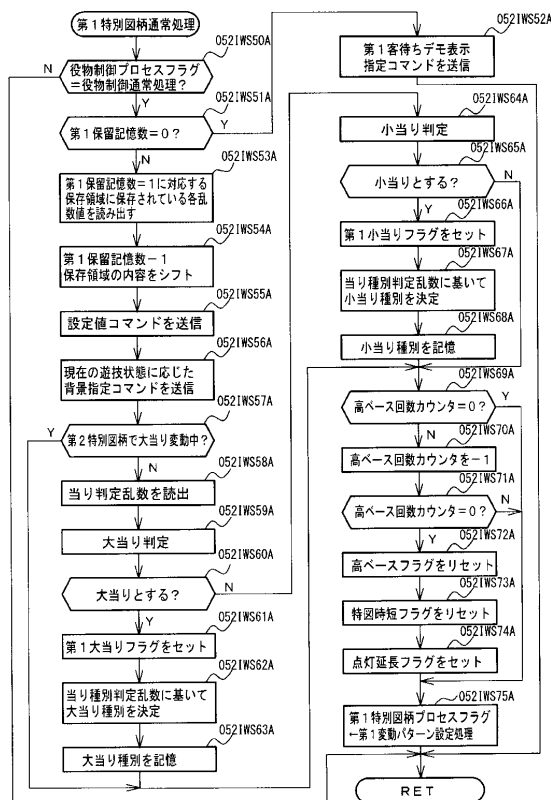 第1特別図柄通常処理
052IWS50A
役物制御プロセスフラグ
＝役物制御通常処理？
N
Y
052IWS51A
第1保留記憶数＝0？
Y
N
052IWS52A
第1客待ちデモ表示
指定コマンドを送信
052IWS53A
第1保留記憶数＝1に対応する
保存領域に保存されている各乱
数値を読み出す
052IWS54A
第1保留記憶数－1
保存領域の内容をシフト
052IWS55A
設定値コマンドを送信
052IWS56A
現在の遊技状態に応じた
背景指定コマンドを送信
052IWS57A
第2特別図柄で大当り変動中？
Y
N
052IWS58A
当り判定乱数を読出
052IWS59A
大当り判定
052IWS60A
大当りとする？
N
Y
052IWS61A
第1大当りフラグをセット
052IWS62A
当り種別判定乱数に基いて
大当り種別を決定
052IWS63A
大当り種別を記憶
052IWS64A
小当り判定
052IWS65A
小当りとする？
N
Y
052IWS66A
第1小当りフラグをセット
052IWS67A
当り種別判定乱数に基いて
小当り種別を決定
052IWS68A
小当り種別を記憶
052IWS69A
高ベース回数カウンタ＝0？
Y
N
052IWS70A
高ベース回数カウンタを－1
052IWS71A
高ベース回数カウンタ＝0？
N
Y
052IWS72A
高ベースフラグをリセット
052IWS73A
特図時短フラグをリセット
052IWS74A
点灯延長フラグをセット
052IWS75A
第1特別図柄プロセスフラグ
←第1変動パターン設定処理
RET